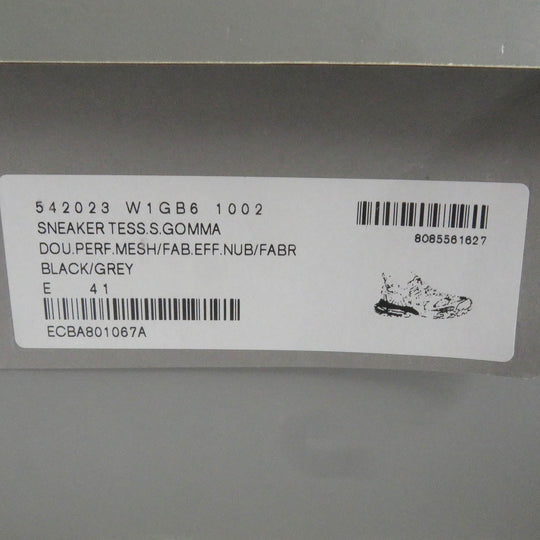 542023 W1GB6 1002
SNEAKER TESS.S.GOMMA
DOU.PERF.MESH/FAB.EFF.NUB/FABR
BLACK/GREY
E 41
ECBA801067A
8085561627